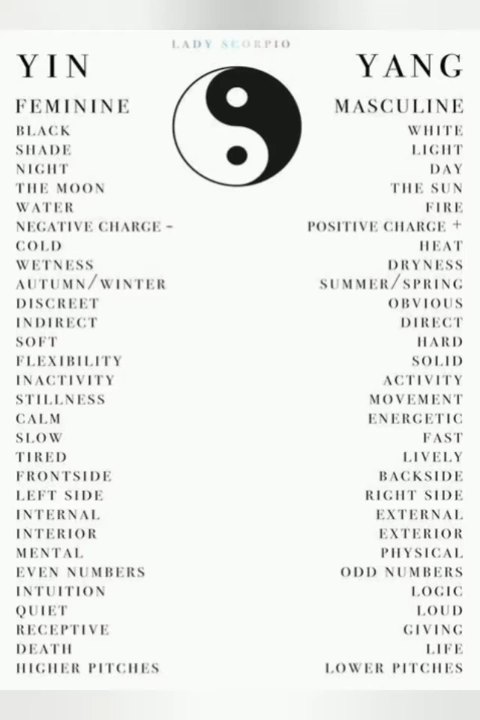 LADY SCORPIO
YIN YANG
FEMININE MASCULINE
BLACK WHITE
SHADE LIGHT
NIGHT DAY
THE MOON THE SUN
WATER FIRE
NEGATIVE CHARGE - POSITIVE CHARGE +
COLD HEAT
WETNESS DRYNESS
AUTUMN/WINTER SUMMER/SPRING
DISCREET OBVIOUS
INDIRECT DIRECT
SOFT HARD
FLEXIBILITY SOLID
INACTIVITY ACTIVITY
STILLNESS MOVEMENT
CALM ENERGETIC
SLOW FAST
TIRED LIVELY
FRONTSIDE BACKSIDE
LEFT SIDE RIGHT SIDE
INTERNAL EXTERNAL
INTERIOR EXTERIOR
MENTAL PHYSICAL
EVEN NUMBERS ODD NUMBERS
INTUITION LOGIC
QUIET LOUD
RECEPTIVE GIVING
DEATH LIFE
HIGHER PITCHES LOWER PITCHES